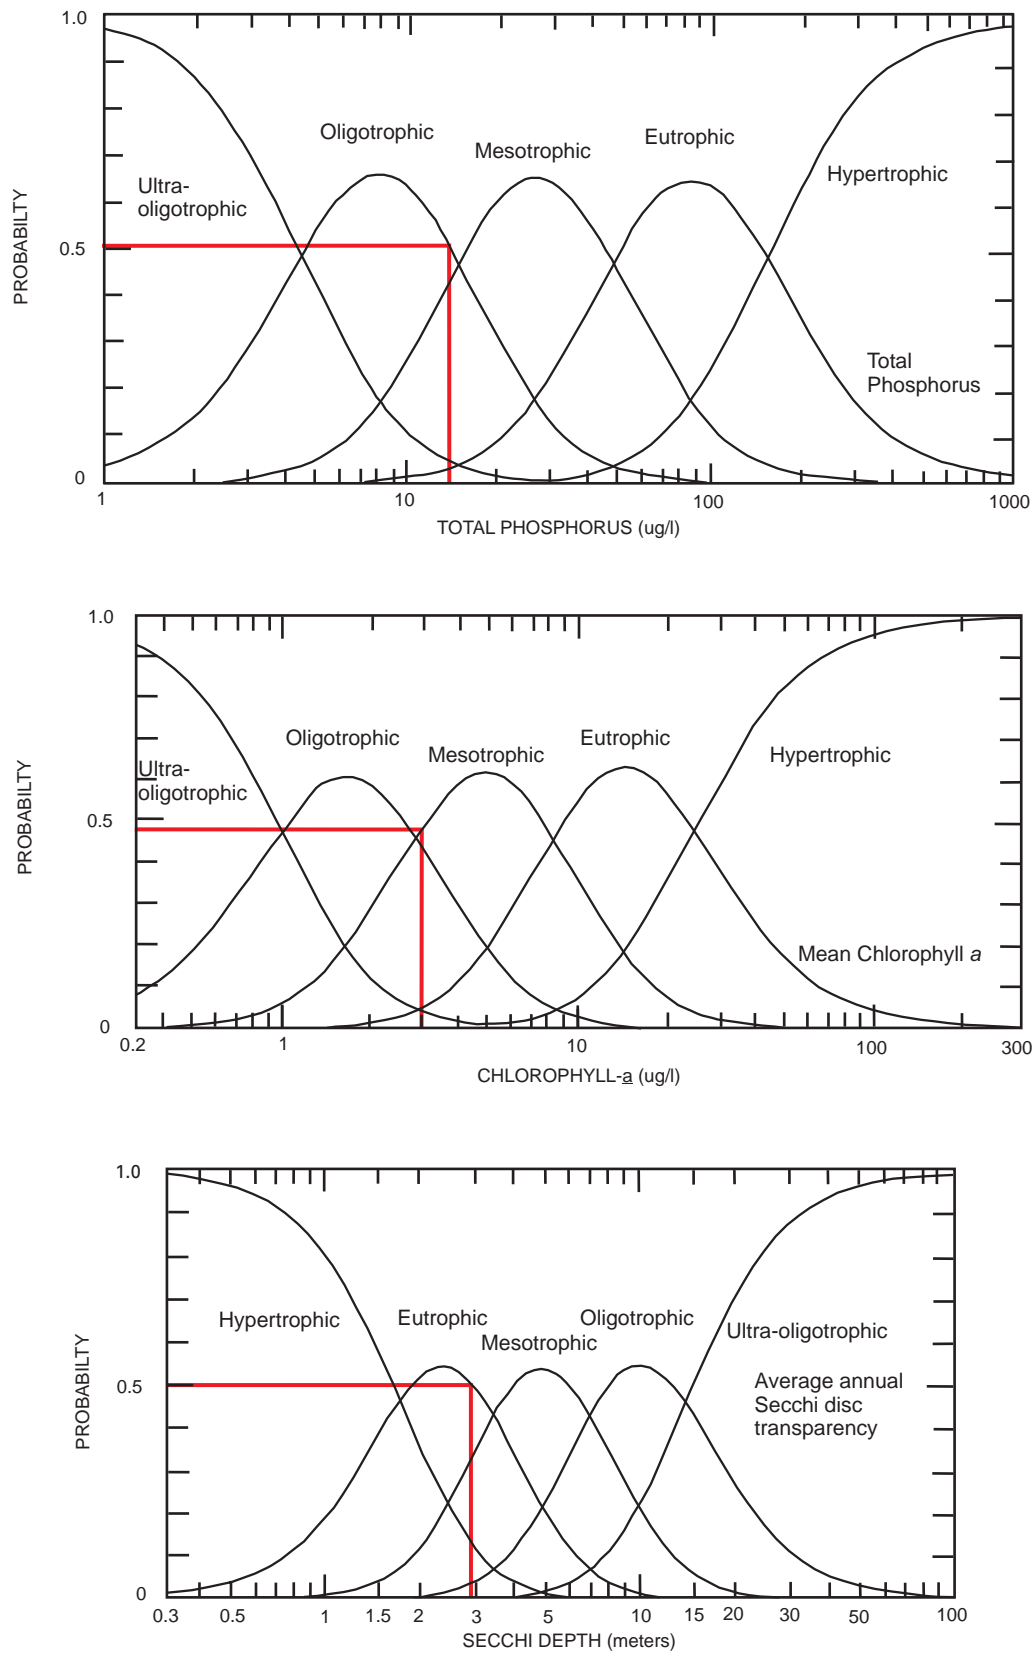 1.0
Oligotrophic
Mesotrophic
Eutrophic
Hypertrophic
Ultra-
oligotrophic
PROBABILTY
0.5
Total
Phosphorus
0
1
10
100
1000
TOTAL PHOSPHORUS (ug/l)
1.0
Oligotrophic
Mesotrophic
Eutrophic
Hypertrophic
Ultra-
oligotrophic
PROBABILTY
0.5
Mean Chlorophyll a
0
0.2
1
10
100
300
CHLOROPHYLL-a (ug/l)
1.0
Hypertrophic
Eutrophic
Mesotrophic
Oligotrophic
Ultra-oligotrophic
PROBABILTY
0.5
Average annual
Secchi disc
transparency
0
0.3
0.5
1
1.5
2
3
5
10
15
20
30
50
100
SECCHI DEPTH (meters)